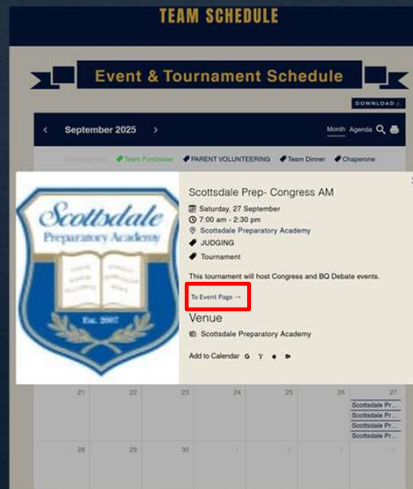 TEAM SCHEDULE
Event & Tournament Schedule
DOWNLOAD
< September 2025 >
Month Agenda
Team Fundraiser PARENT VOLUNTEERING Team Dinner Chaperone
Scottsdale
Preparatory Academy
Est. 2007
Scottsdale Prep- Congress AM
Saturday, 27 September
7:00 am - 2:30 pm
Scottsdale Preparatory Academy
JUDGING
Tournament
This tournament will host Congress and BQ Debate events.
To Event Page →
Venue
Scottsdale Preparatory Academy
Add to Calendar
21 22 23 24 25 26 27
Scottsdale Pr...
Scottsdale Pr...
Scottsdale Pr...
Scottsdale Pr...
28 29 30